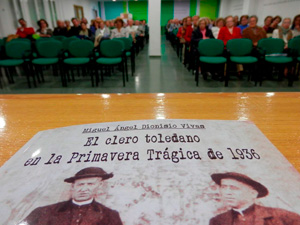 Miguel Ángel Dionisio Vivas
El clero toledano
en la Primavera Trágica de 1936